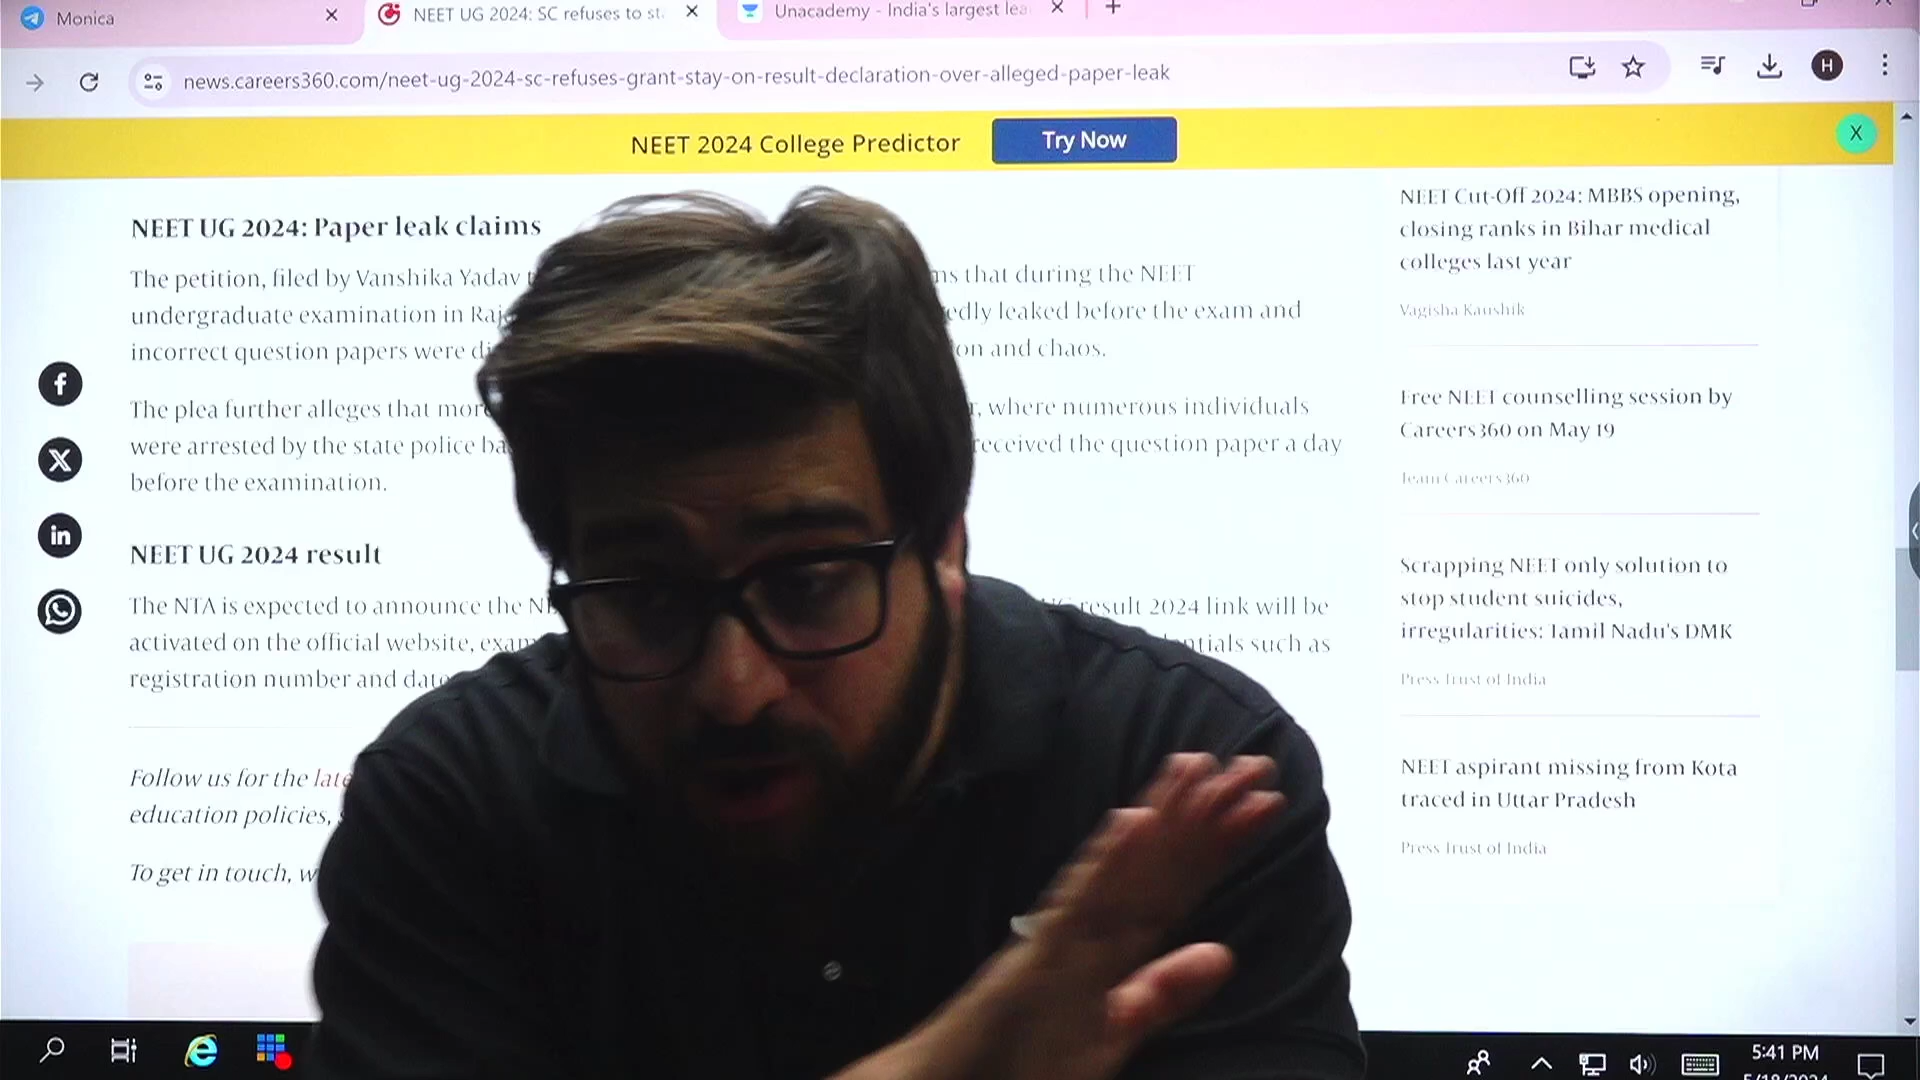 Monica
NEET UG 2024: SC refuses to st
Unacademy - India's largest lea
news.careers360.com/neet-ug-2024-sc-refuses-grant-stay-on-result-declaration-over-alleged-paper-leak
H
NEET 2024 College Predictor
Try Now
X
NEET UG 2024: Paper leak claims
The petition, filed by Vanshika Yadav that during the NEET
undergraduate examination in leaked before the exam and
incorrect question papers were and chaos.
The plea further alleges that where numerous individuals
were arrested by the state police received the question paper a day
before the examination.
NEET UG 2024 result
The NTA is expected to announce the result 2024 link will be
activated on the official website, such as
registration number and
Follow us for the
education policies,
To get in touch,
NEET Cut-Off 2024: MBBS opening,
closing ranks in Bihar medical
colleges last year
Vagisha Kaushik
Free NEET counselling session by
Careers360 on May 19
Team Careers360
Scrapping NEET only solution to
stop student suicides,
irregularities: Tamil Nadu's DMK
Press Trust of India
NEET aspirant missing from Kota
traced in Uttar Pradesh
Press Trust of India
5:41 PM